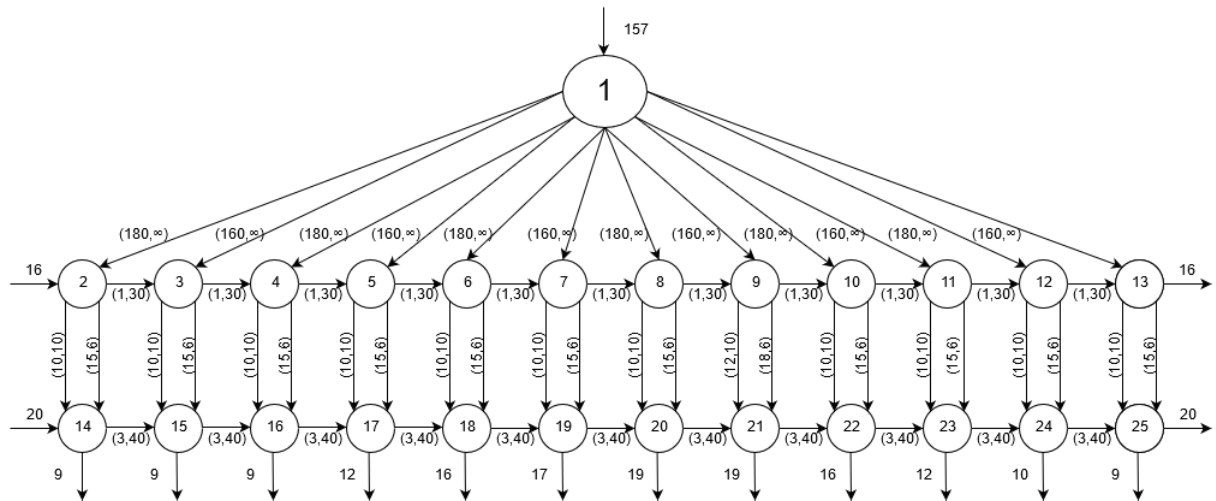 157
1
(180,∞) (160,∞) (180,∞) (160,∞) (180,∞) (160,∞) (180,∞) (160,∞) (180,∞) (160,∞) (180,∞) (160,∞)
16 2 3 4 5 6 7 8 9 10 11 12 13 16
(1,30) (1,30) (1,30) (1,30) (1,30) (1,30) (1,30) (1,30) (1,30) (1,30) (1,30)
(10,10) (15,6) (10,10) (15,6) (10,10) (15,6) (10,10) (15,6) (10,10) (15,6) (10,10) (15,6) (10,10) (15,6) (12,10) (18,6) (10,10) (15,6) (10,10) (15,6) (10,10) (15,6) (10,10) (15,6)
20 14 15 16 17 18 19 20 21 22 23 24 25 20
(3,40) (3,40) (3,40) (3,40) (3,40) (3,40) (3,40) (3,40) (3,40) (3,40) (3,40)
9 9 9 12 16 17 19 19 16 12 10 9